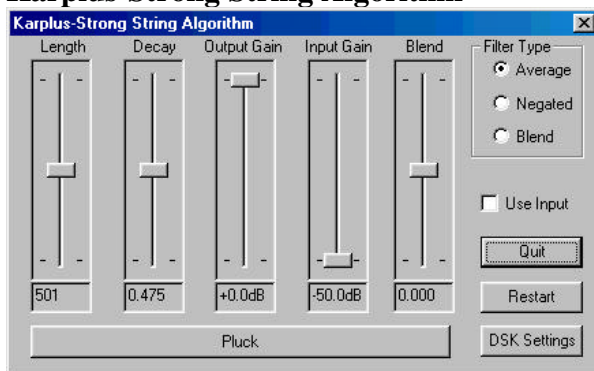 Karplus-Strong String Algorithm
Length Decay Output Gain Input Gain Blend Filter Type
Average
Negated
Blend
Use Input
Quit
501 0.475 +0.0dB -50.0dB 0.000 Restart
Pluck DSK Settings